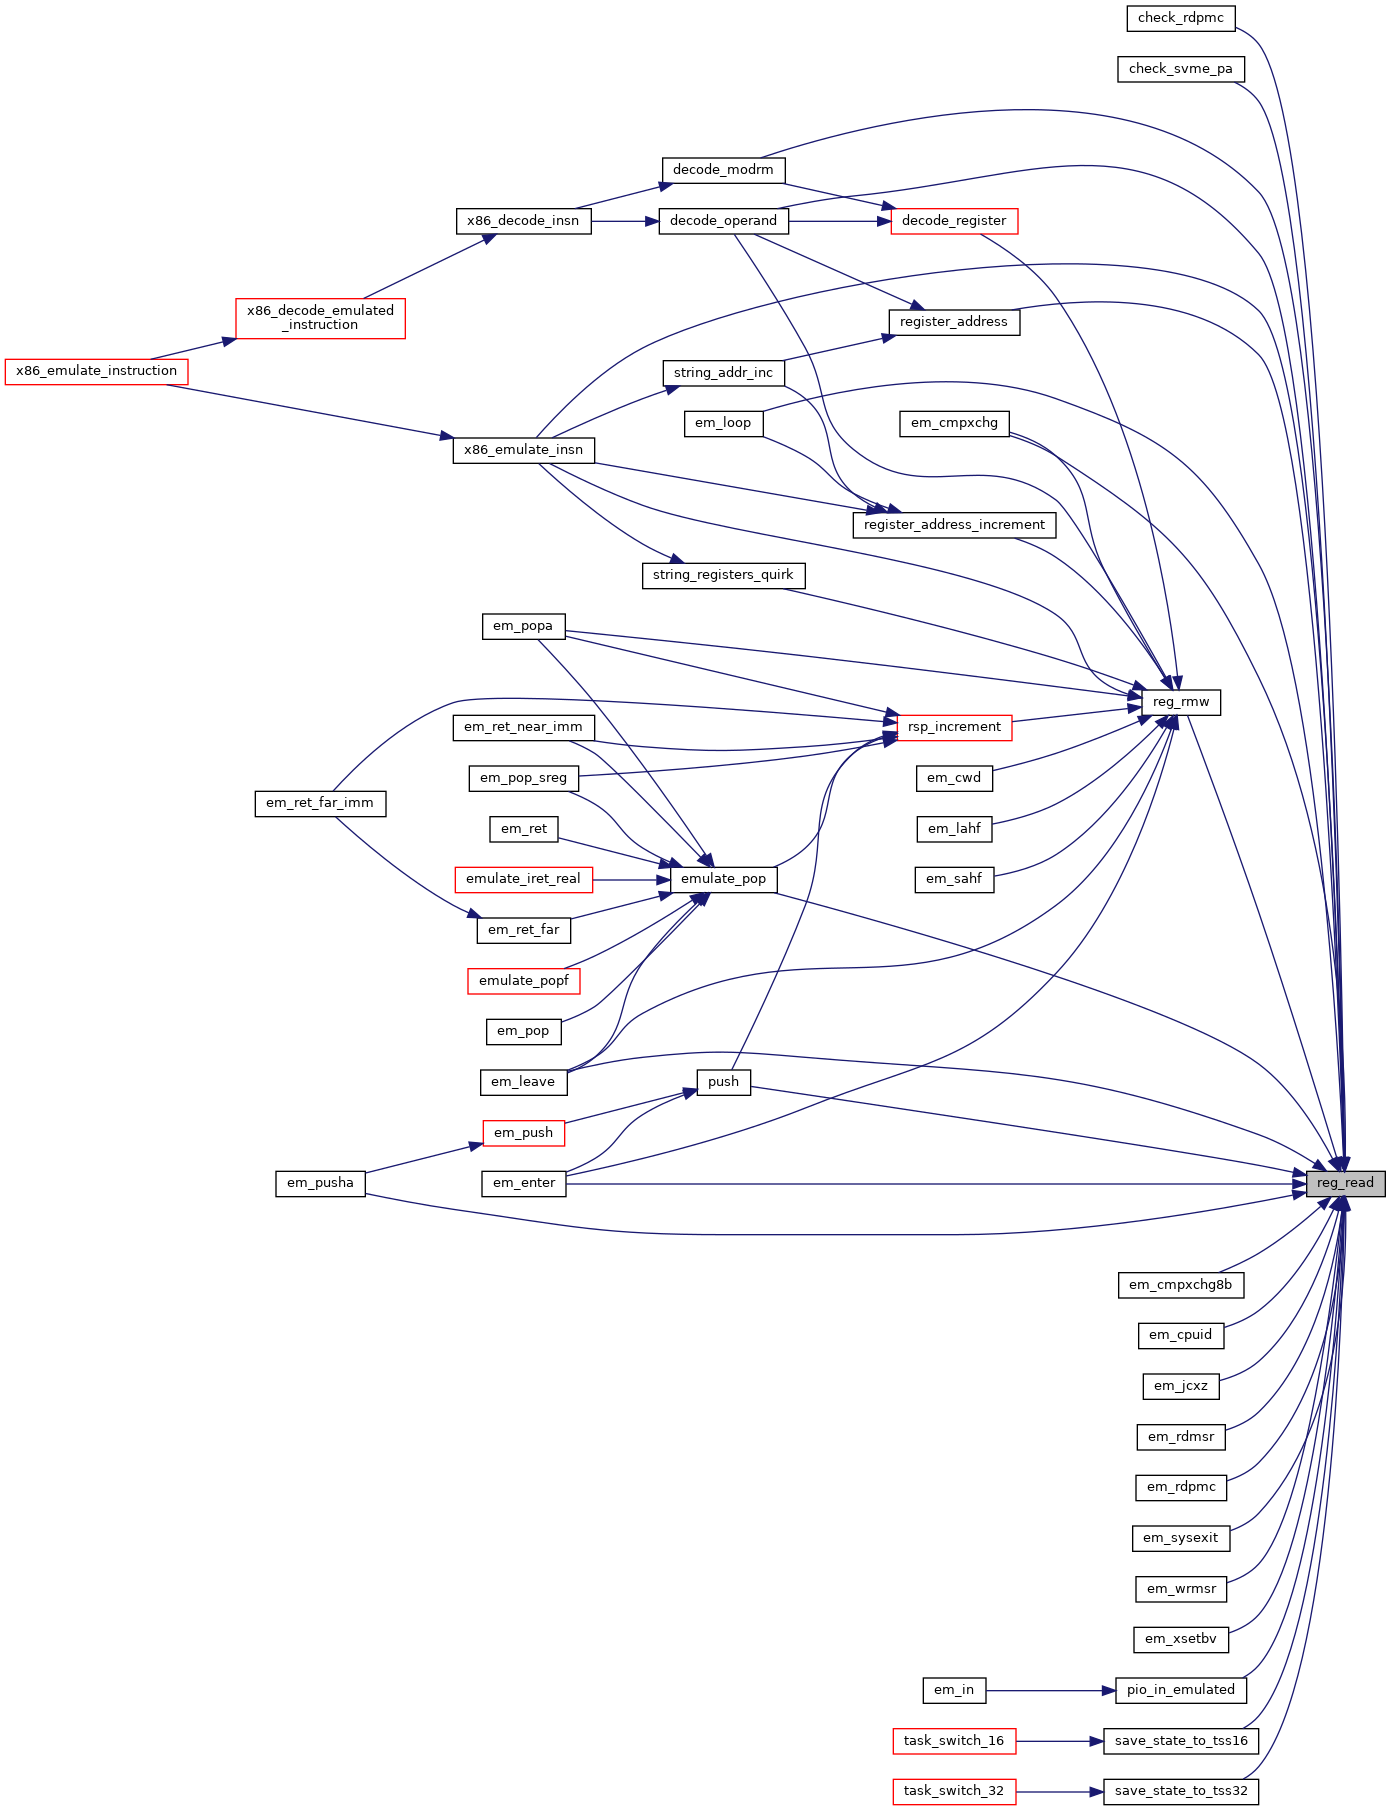 check_rdpmc
check_svme_pa
decode_modrm
x86_decode_insn
decode_operand
decode_register
x86_decode_emulated
_instruction
register_address
x86_emulate_instruction
string_addr_inc
em_loop
em_cmpxchg
x86_emulate_insn
register_address_increment
string_registers_quirk
em_popa
reg_rmw
em_ret_near_imm
rsp_increment
em_pop_sreg
em_cwd
em_ret_far_imm
em_ret
em_lahf
emulate_iret_real
emulate_pop
em_sahf
em_ret_far
emulate_popf
em_pop
em_leave
push
em_push
em_pusha
em_enter
reg_read
em_cmpxchg8b
em_cpuid
em_jcxz
em_rdmsr
em_rdpmc
em_sysexit
em_wrmsr
em_xsetbv
em_in
pio_in_emulated
task_switch_16
save_state_to_tss16
task_switch_32
save_state_to_tss32